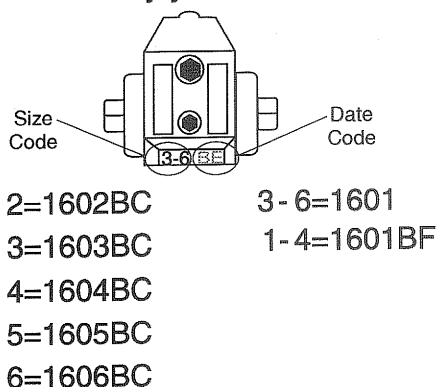 Size
Code
3-6 BF
Date
Code
2=1602BC
3=1603BC
4=1604BC
5=1605BC
6=1606BC
3-6=1601
1-4=1601BF